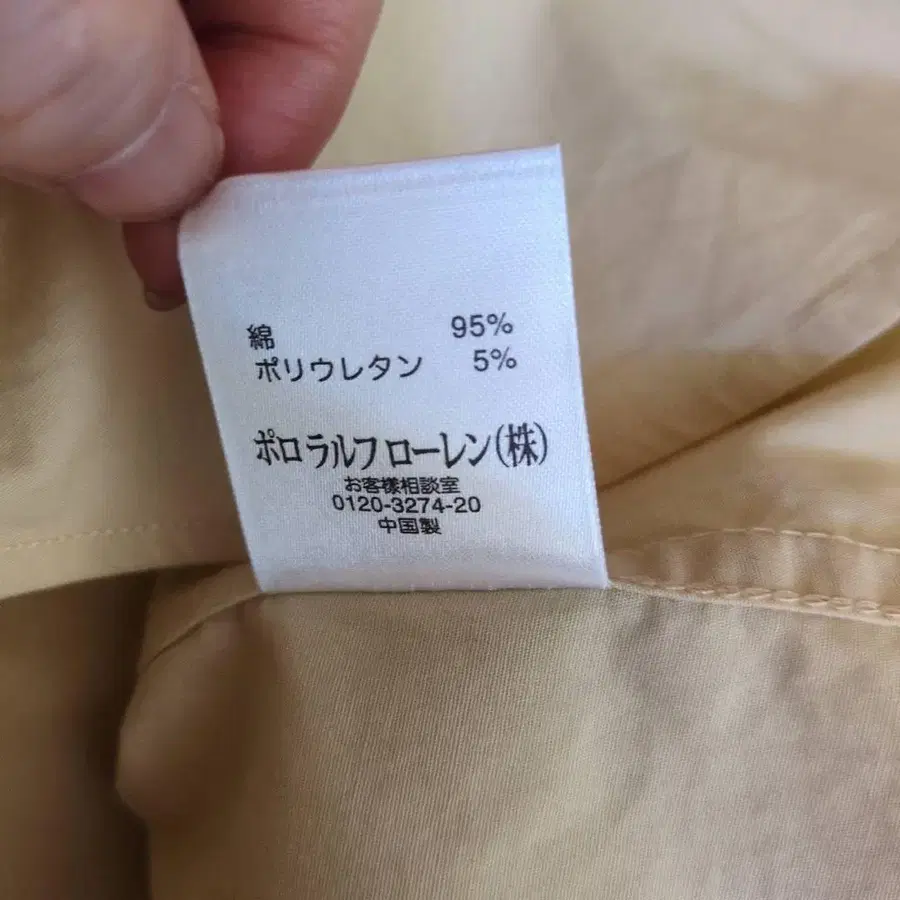 綿 95%
ポリウレタン 5%
ポロ ラルフ ローレン(株)
お客様相談室
0120-3274-20
中国製